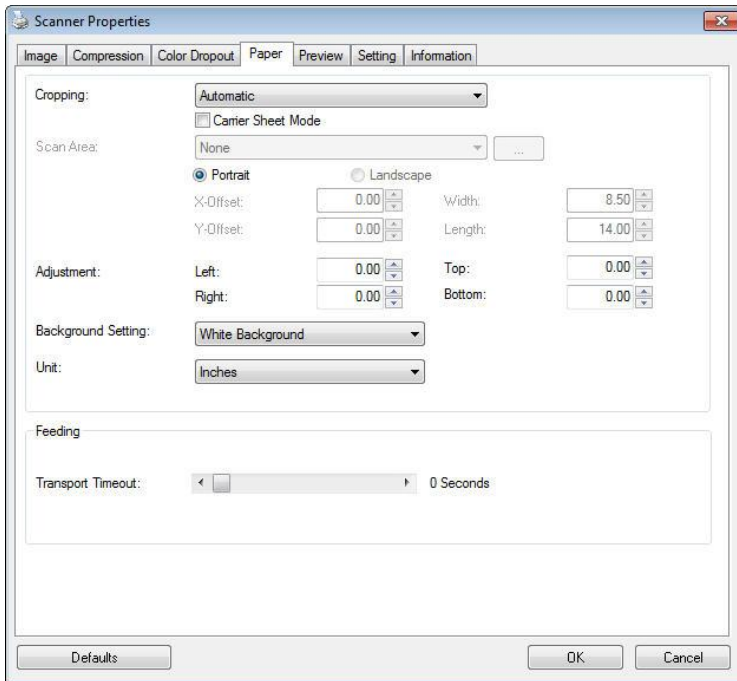 Scanner Properties
Image Compression Color Dropout Paper Preview Setting Information
Cropping: Automatic
Carrier Sheet Mode
Scan Area: None ...
Portrait Landscape
X-Offset: 0.00 Width: 8.50
Y-Offset: 0.00 Length: 14.00
Adjustment: Left: 0.00 Top: 0.00
Right: 0.00 Bottom: 0.00
Background Setting: White Background
Unit: Inches
Feeding
Transport Timeout: 0 Seconds
Defaults OK Cancel